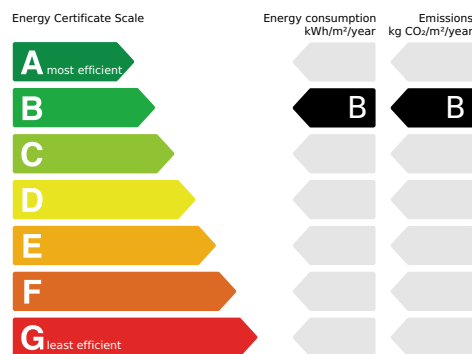 Energy Certificate Scale
Energy consumption
kWh/m²/year
Emissions
kg CO₂/m²/year
A most efficient
B
B
B
C
D
E
F
G least efficient